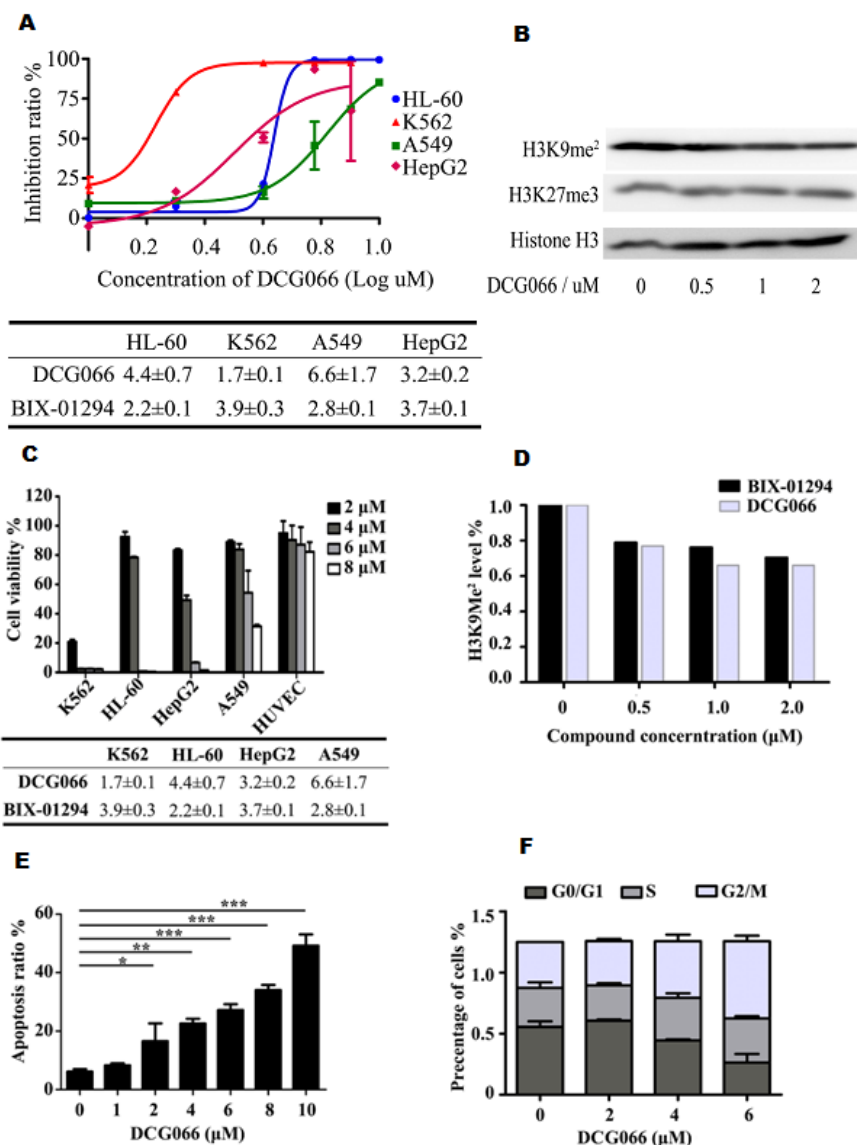 A
Inhibition ratio %
100
75
50
25
0
HL-60
K562
A549
HepG2
0.2 0.4 0.6 0.8 1.0
Concentration of DCG066 (Log uM)
HL-60 K562 A549 HepG2
DCG066 4.4±0.7 1.7±0.1 6.6±1.7 3.2±0.2
BIX-01294 2.2±0.1 3.9±0.3 2.8±0.1 3.7±0.1
B
H3K9me²
H3K27me3
Histone H3
DCG066 / uM 0 0.5 1 2
C
Cell viability %
120
100
80
60
40
20
0
2 µM
4 µM
6 µM
8 µM
K562 HL-60 HepG2 A549 HUVEC
K562 HL-60 HepG2 A549
DCG066 1.7±0.1 4.4±0.7 3.2±0.2 6.6±1.7
BIX-01294 3.9±0.3 2.2±0.1 3.7±0.1 2.8±0.1
D
BIX-01294
DCG066
H3K9Me² level %
1.0
0.8
0.6
0.4
0.2
0.0
0 0.5 1.0 2.0
Compound concerntration (µM)
E
Apoptosis ratio %
60
40
20
0
***
***
***
**
*
0 1 2 4 6 8 10
DCG066 (µM)
F
G0/G1 S G2/M
Precentage of cells %
1.5
1.0
0.5
0
0 2 4 6
DCG066 (µM)